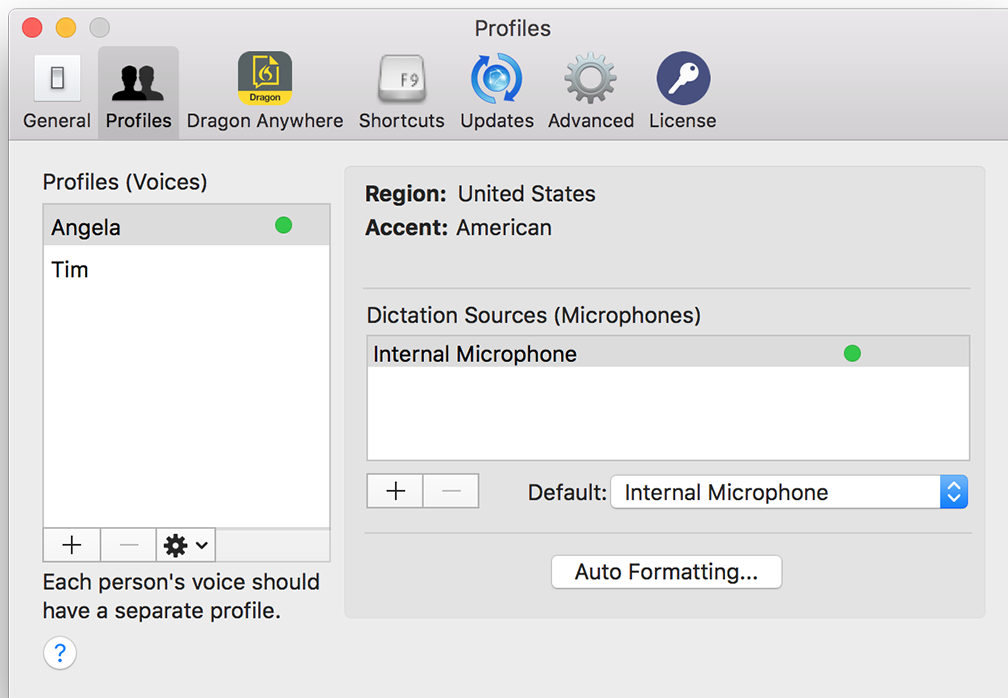 Profiles
F9
Dragon
General Profiles Dragon Anywhere Shortcuts Updates Advanced License
Profiles (Voices)
Angela
Tim
Each person's voice should
have a separate profile.
?
Region: United States
Accent: American
Dictation Sources (Microphones)
Internal Microphone
Default: Internal Microphone
Auto Formatting...